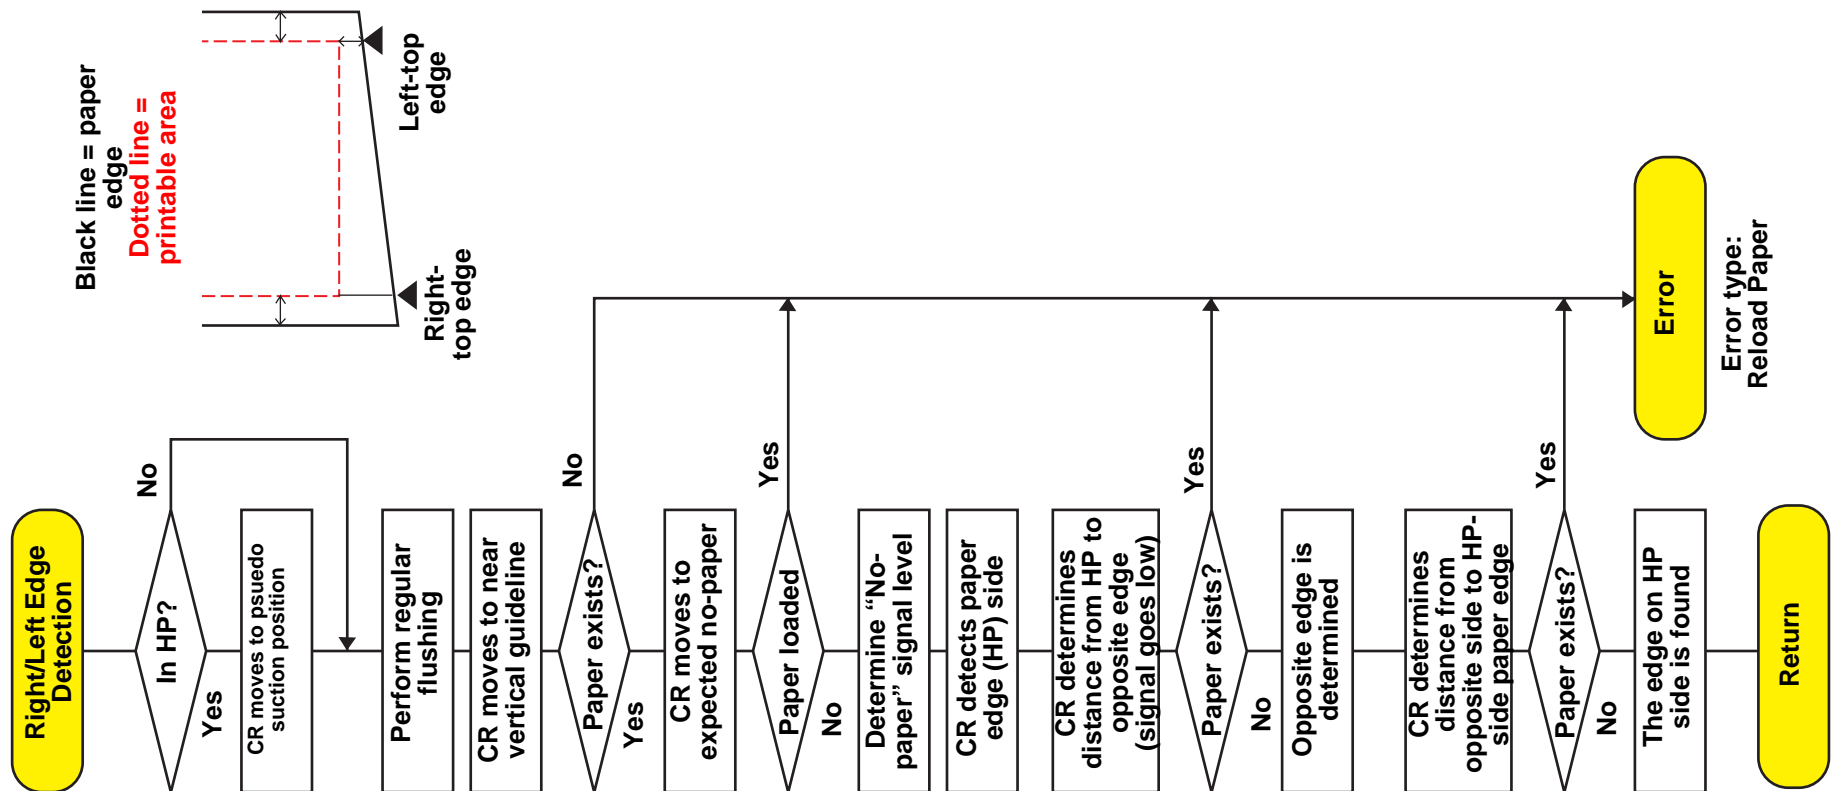 Right/Left Edge
Detection
In HP?
No
Yes
CR moves to psuedo
suction position
Perform regular
flushing
CR moves to near
vertical guideline
Paper exists?
No
Yes
CR moves to
expected no-paper
Paper loaded
Yes
No
Determine “No-
paper” signal level
CR detects paper
edge (HP) side
CR determines
distance from HP to
opposite edge
(signal goes low)
Paper exists?
Yes
No
Opposite edge is
determined
CR determines
distance from
opposite side to HP-
side paper edge
Paper exists?
Yes
No
The edge on HP
side is found
Return
Error
Error type:
Reload Paper
Black line = paper
edge
Dotted line =
printable area
Right-
top edge
Left-top
edge